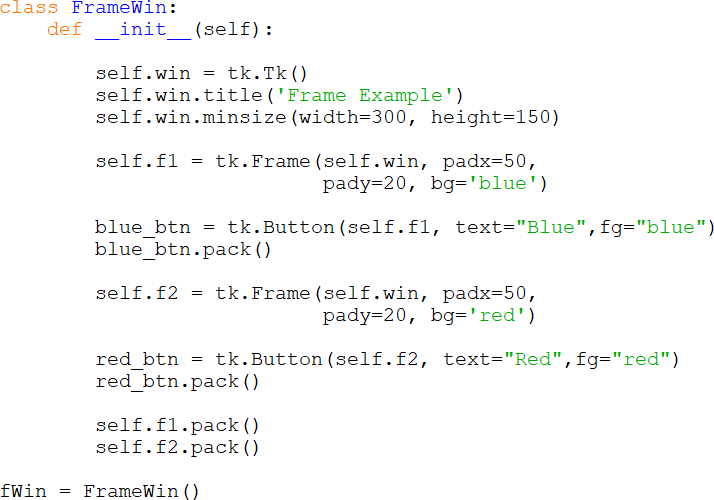 class FrameWin:
    def __init__(self):

        self.win = tk.Tk()
        self.win.title('Frame Example')
        self.win.minsize(width=300, height=150)

        self.f1 = tk.Frame(self.win, padx=50,
                           pady=20, bg='blue')

        blue_btn = tk.Button(self.f1, text="Blue",fg="blue")
        blue_btn.pack()

        self.f2 = tk.Frame(self.win, padx=50,
                           pady=20, bg='red')

        red_btn = tk.Button(self.f2, text="Red",fg="red")
        red_btn.pack()

        self.f1.pack()
        self.f2.pack()

fWin = FrameWin()